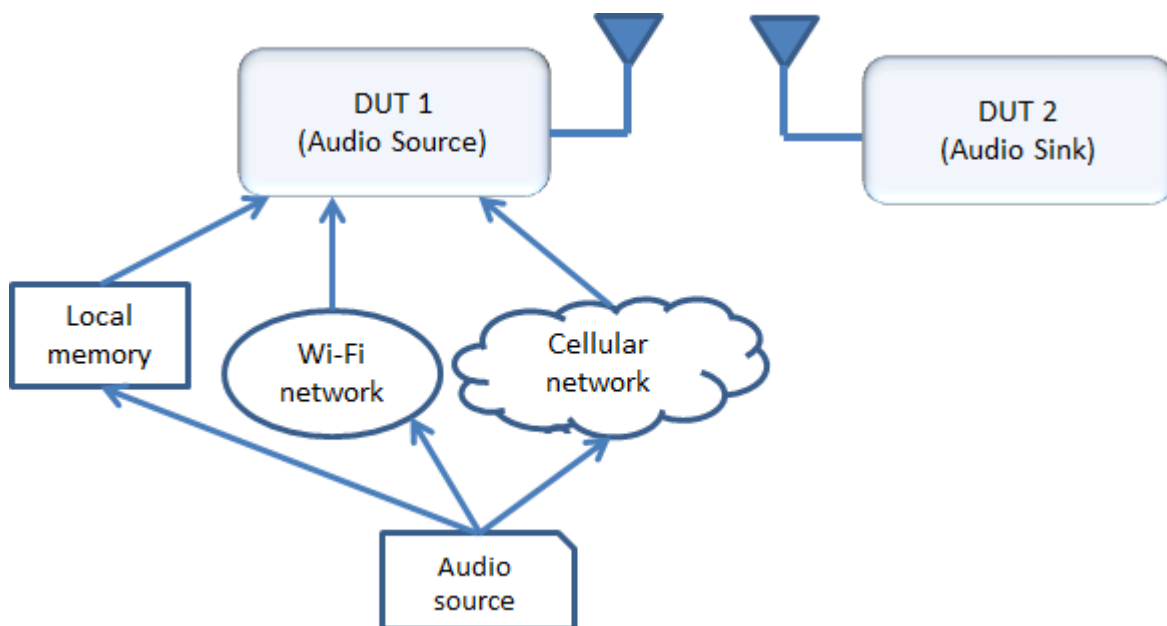 DUT 1
(Audio Source)
DUT 2
(Audio Sink)
Local
memory
Wi-Fi
network
Cellular
network
Audio
source